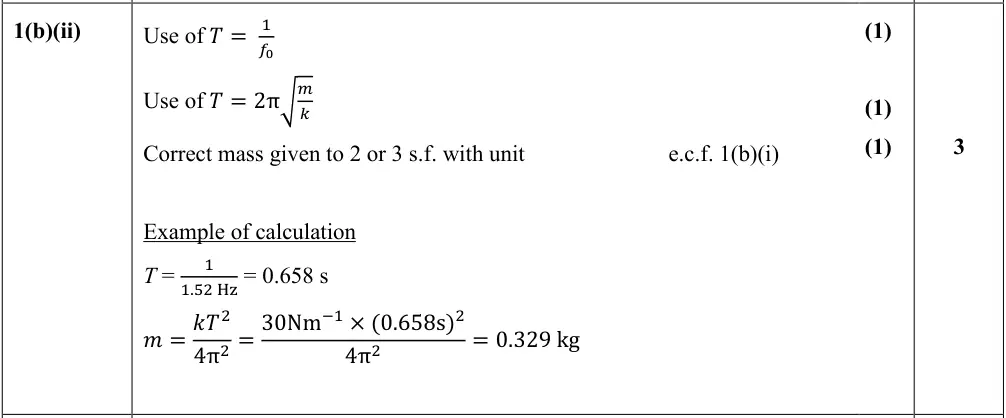 1(b)(ii) Use of T = 1/f₀ (1)
Use of T = 2π√(m/k) (1)
Correct mass given to 2 or 3 s.f. with unit e.c.f. 1(b)(i) (1) 3
Example of calculation
T = 1/1.52 Hz = 0.658 s
m = kT²/4π² = 30Nm⁻¹ × (0.658s)²/4π² = 0.329 kg